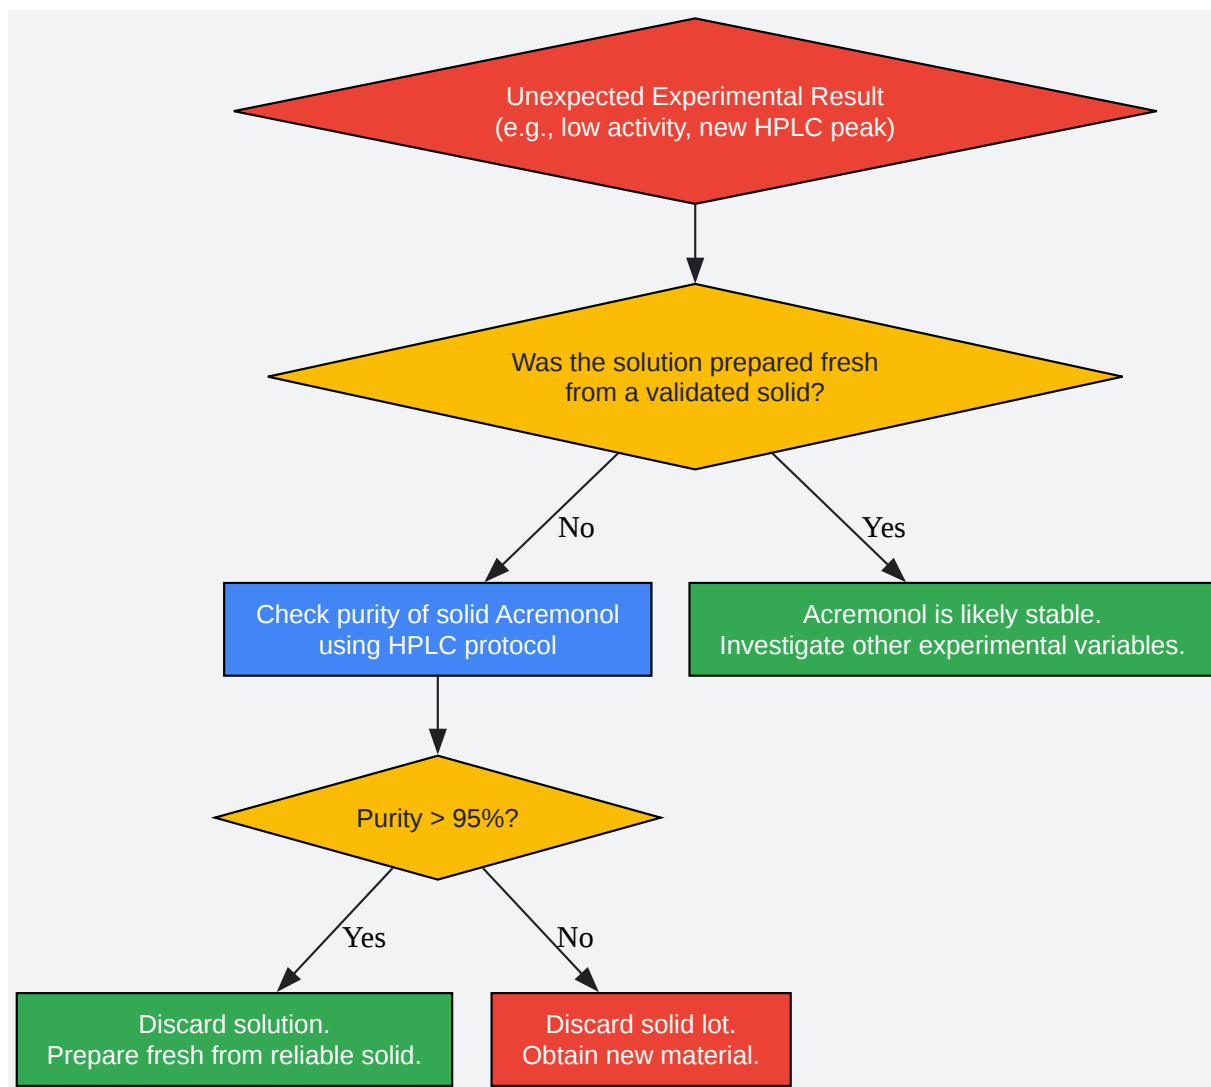 Unexpected Experimental Result
(e.g., low activity, new HPLC peak)
Was the solution prepared fresh
from a validated solid?
No
Yes
Check purity of solid Acremonol
using HPLC protocol
Acremonol is likely stable.
Investigate other experimental variables.
Purity > 95%?
Yes
No
Discard solution.
Prepare fresh from reliable solid.
Discard solid lot.
Obtain new material.